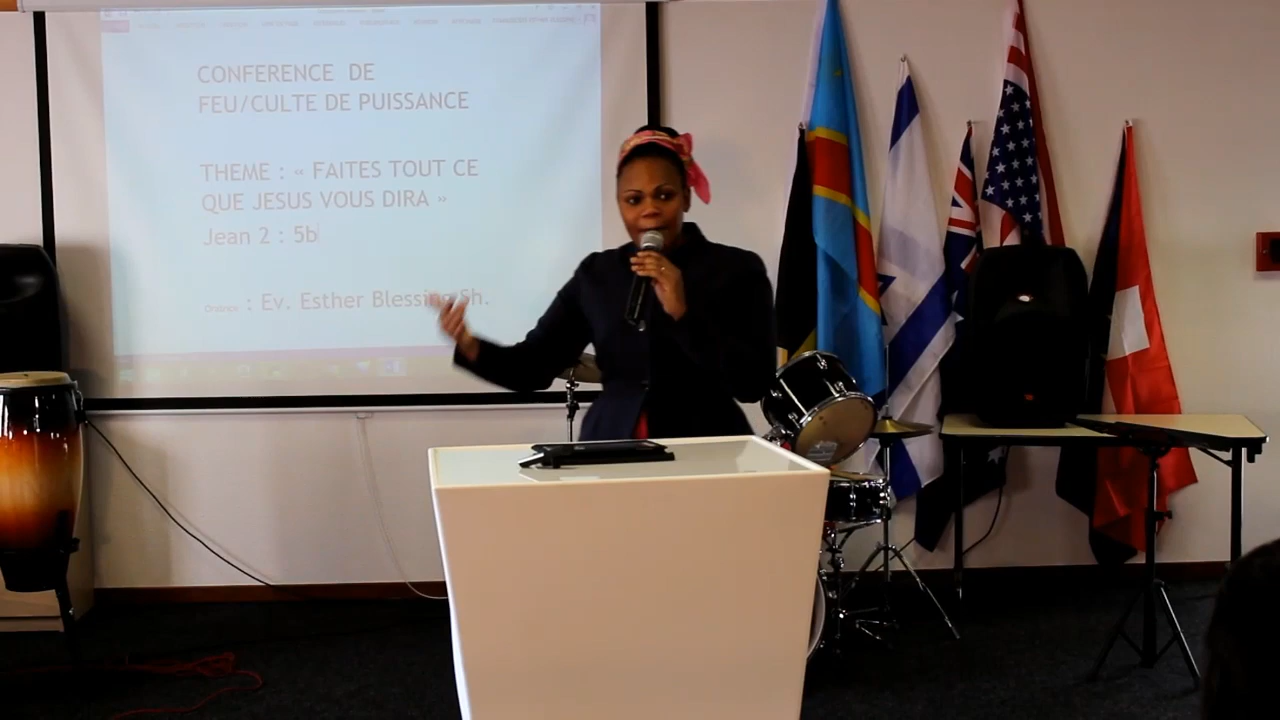 CONFERENCE DE
FEU/CULTE DE PUISSANCE
THEME : « FAITES TOUT CE
QUE JESUS VOUS DIRA »
Jean 2 : 5b
: Ev. Esther Blessing Sh.